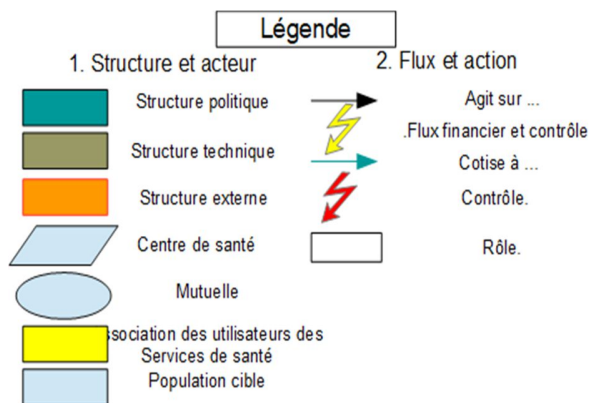 Légende
1. Structure et acteur
Structure politique
Structure technique
Structure externe
Centre de santé
Mutuelle
ssociation des utilisateurs des
Services de santé
Population cible
2. Flux et action
Agit sur ...
.Flux financier et contrôle
Cotise à ...
Contrôle.
Rôle.